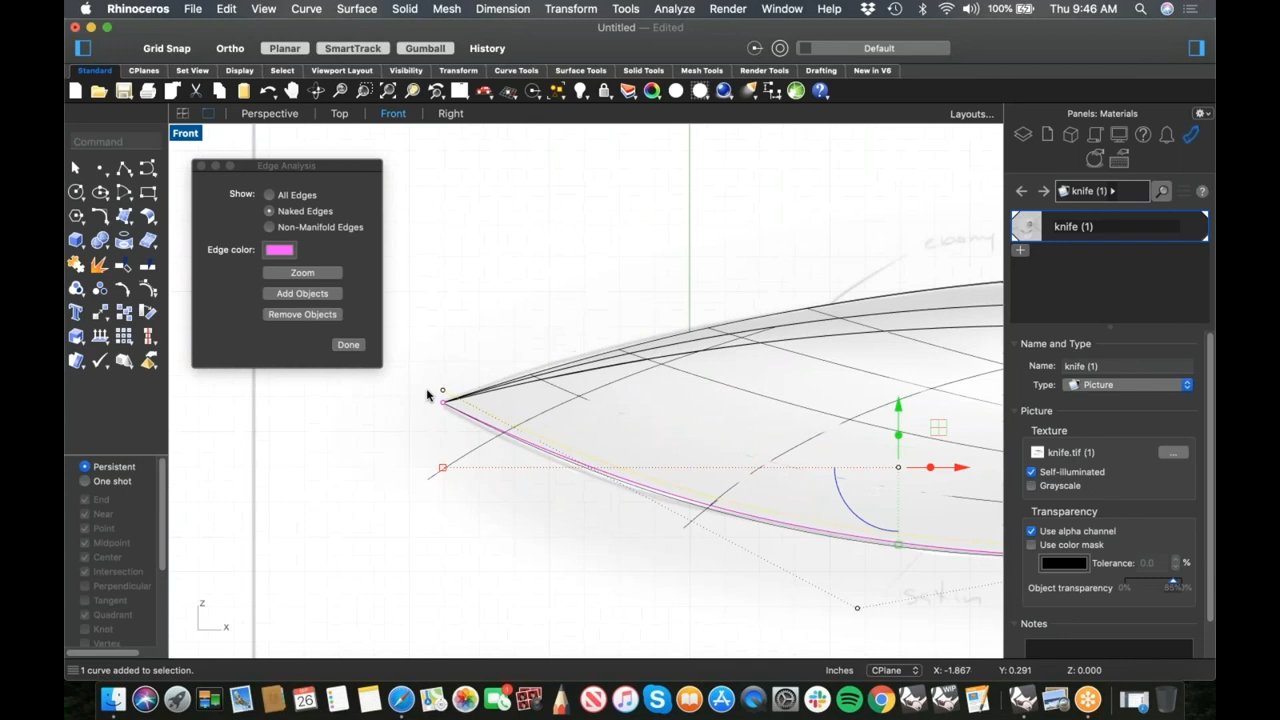 Rhinoceros File Edit View Curve Surface Solid Mesh Dimension Transform Tools Analyze Render Window Help 100% Thu 9:46 AM
Untitled — Edited
Grid Snap Ortho Planar SmartTrack Gumball History Default
Standard CPlanes Set View Display Select Viewport Layout Visibility Transform Curve Tools Surface Tools Solid Tools Mesh Tools Render Tools Drafting New in V6
Perspective Top Front Right Layouts... Panels: Materials
Front
Command
Edge Analysis
Show: All Edges
Naked Edges
Non-Manifold Edges
Edge color:
Zoom
Add Objects
Remove Objects
Done
ebony
knife (1)
knife (1)
Name and Type
Name: knife (1)
Type: Picture
Picture
Texture
knife.tif (1) ...
Self-illuminated
Grayscale
Transparency
Use alpha channel
Use color mask
Tolerance: 0.0 %
Object transparency 0%
Notes
Persistent
One shot
End
Near
Point
Midpoint
Center
Intersection
Perpendicular
Tangent
Quadrant
Knot
Vertex
Z
X
1 curve added to selection. Inches CPlane X: -1.867 Y: 0.291 Z: 0.000
26